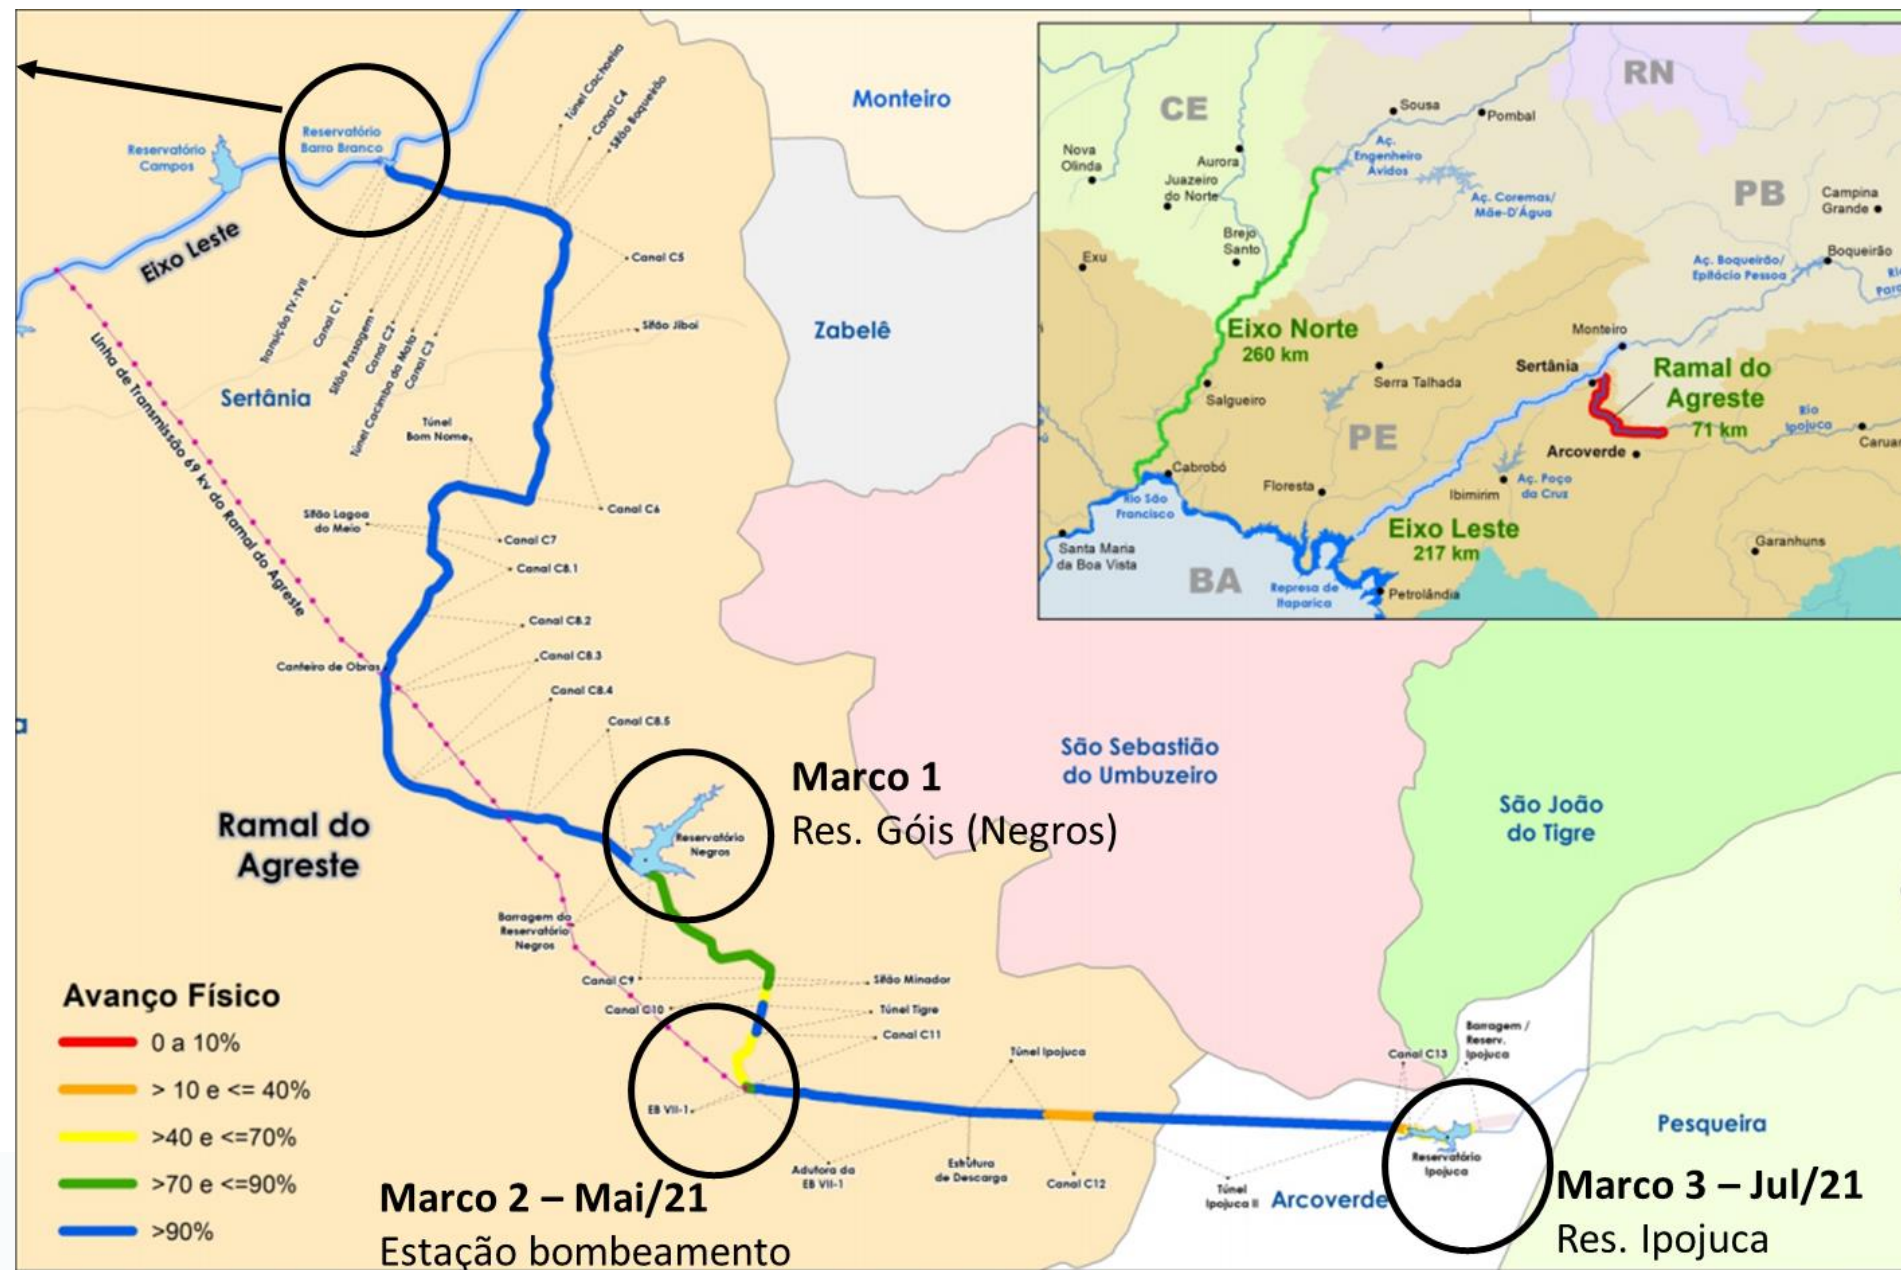 Reservatório
Campos
Reservatório
Barro Branco
Eixo Leste
Túnel Cachoeira
Canal C4
Sifão Boqueirão
Transição TV-TVII
Canal C1
Sifão Passagem
Canal C2
Túnel Cacimba da Mata
Canal C3
Canal C5
Sifão Jiboi
Sertânia
Linha de Transmissão 69 kv do Ramal do Agreste
Túnel
Bom Nome
Canal C6
Sifão Lagoa
do Meio
Canal C7
Canal C8.1
Canal C8.2
Canteiro de Obras
Canal C8.3
Canal C8.4
Canal C8.5
Monteiro
Zabelê
São Sebastião
do Umbuzeiro
São João
do Tigre
Pesqueira
Arcoverde
Ramal do
Agreste
Reservatório
Negros
Marco 1
Res. Góis (Negros)
Barragem do
Reservatório
Negros
Canal C9
Sifão Minador
Canal C10
Túnel Tigre
Canal C11
EB VII-1
Túnel Ipojuca
Adutora da
EB VII-1
Estrutura
de Descarga
Canal C12
Túnel
Ipojuca II
Canal C13
Barragem /
Reserv.
Ipojuca
Reservatório
Ipojuca
Marco 2 – Mai/21
Estação bombeamento
Marco 3 – Jul/21
Res. Ipojuca
Avanço Físico
0 a 10%
> 10 e <= 40%
>40 e <=70%
>70 e <=90%
>90%
CE
RN
PB
PE
BA
Nova
Olinda
Aurora
Juazeiro
do Norte
Brejo
Santo
Exu
Sousa
Pombal
Aç.
Engenheiro
Ávidos
Aç. Coremas/
Mãe-D'Água
Campina
Grande
Boqueirão
Aç. Boqueirão/
Epitácio Pessoa
Eixo Norte
260 km
Monteiro
Sertânia
Serra Talhada
Salgueiro
Ramal do
Agreste
71 km
Rio
Ipojuca
Arcoverde
Cabrobó
Floresta
Ibimirim
Aç. Poço
da Cruz
Rio São
Francisco
Eixo Leste
217 km
Santa Maria
da Boa Vista
Represa de
Itaparica
Petrolândia
Garanhuns